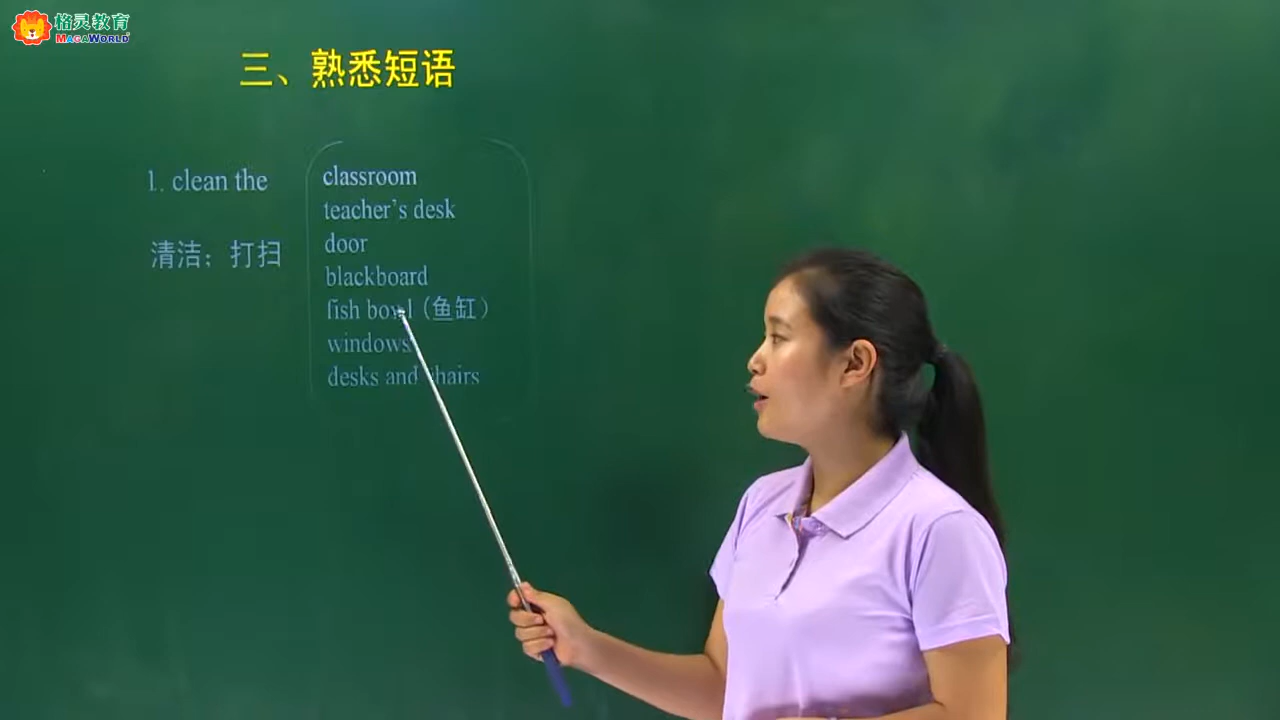 格灵教育
MAGAWORLD
三、熟悉短语
1. clean the
清洁；打扫
classroom
teacher's desk
door
blackboard
fish bowl (鱼缸)
windows
desks and chairs